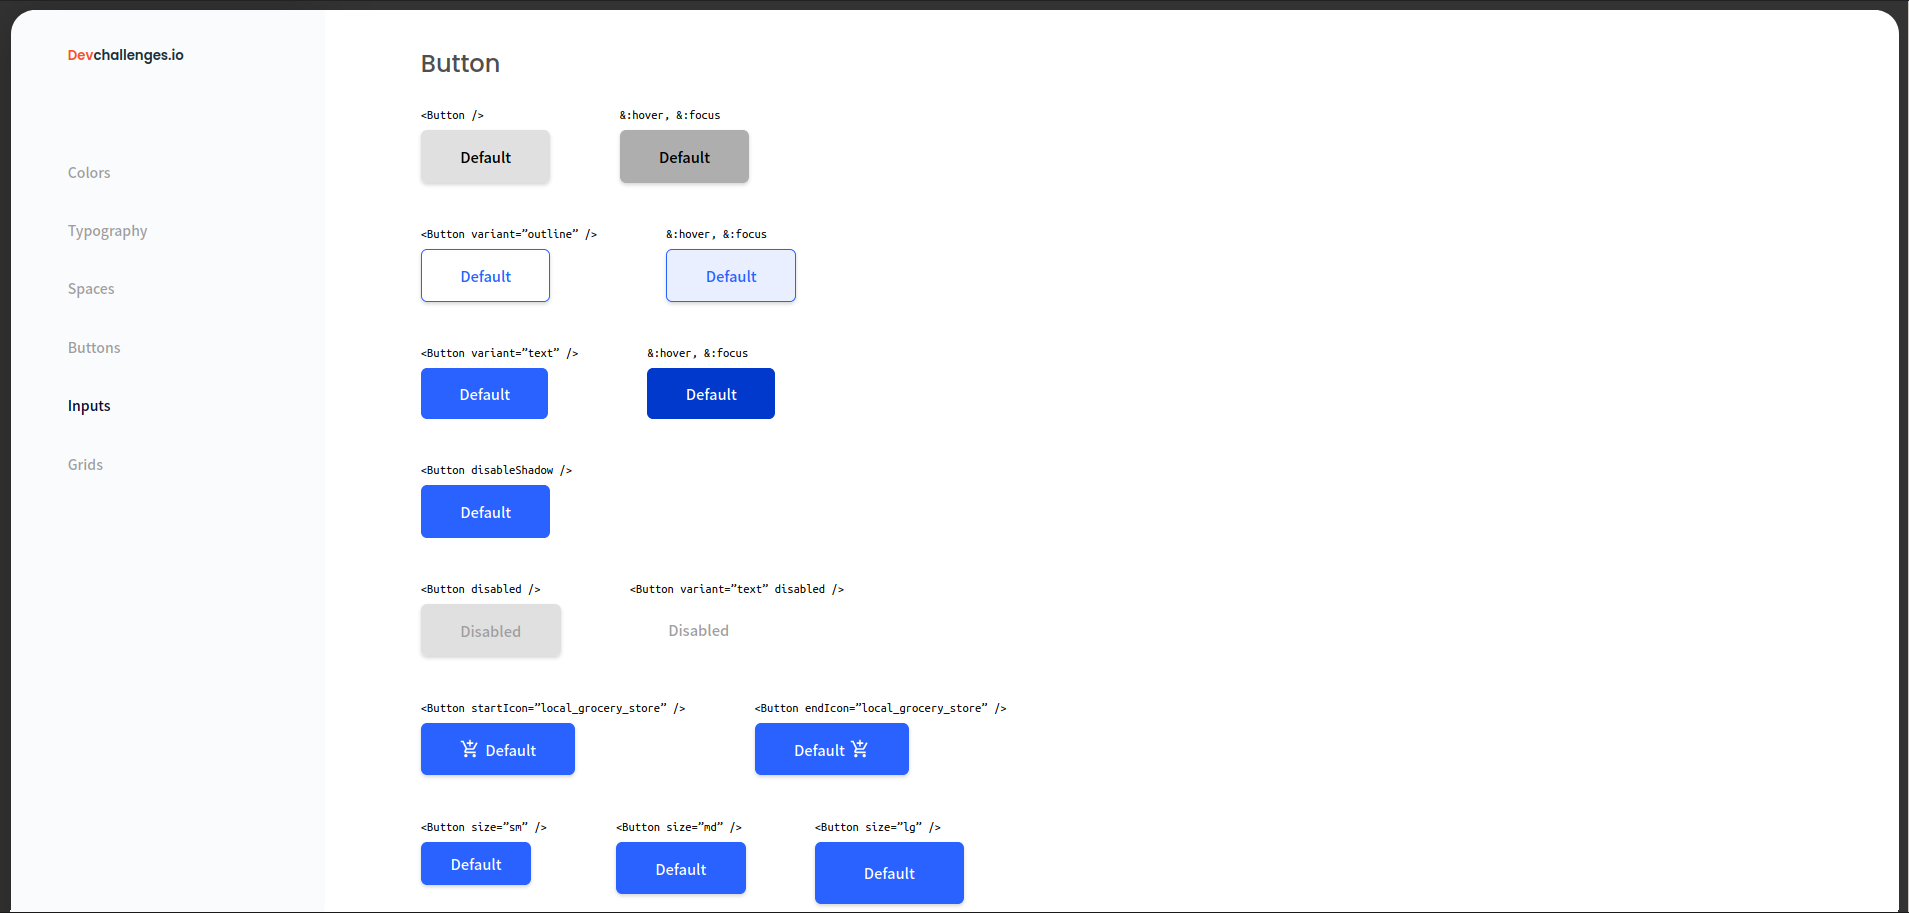 Devchallenges.io
Colors
Typography
Spaces
Buttons
Inputs
Grids
Button
<Button />
&:hover, &:focus
Default
Default
<Button variant=”outline” />
&:hover, &:focus
Default
Default
<Button variant=”text” />
&:hover, &:focus
Default
Default
<Button disableShadow />
Default
<Button disabled />
<Button variant=”text” disabled />
Disabled
Disabled
<Button startIcon=”local_grocery_store” />
<Button endIcon=”local_grocery_store” />
Default
Default
<Button size=”sm” />
<Button size=”md” />
<Button size=”lg” />
Default
Default
Default